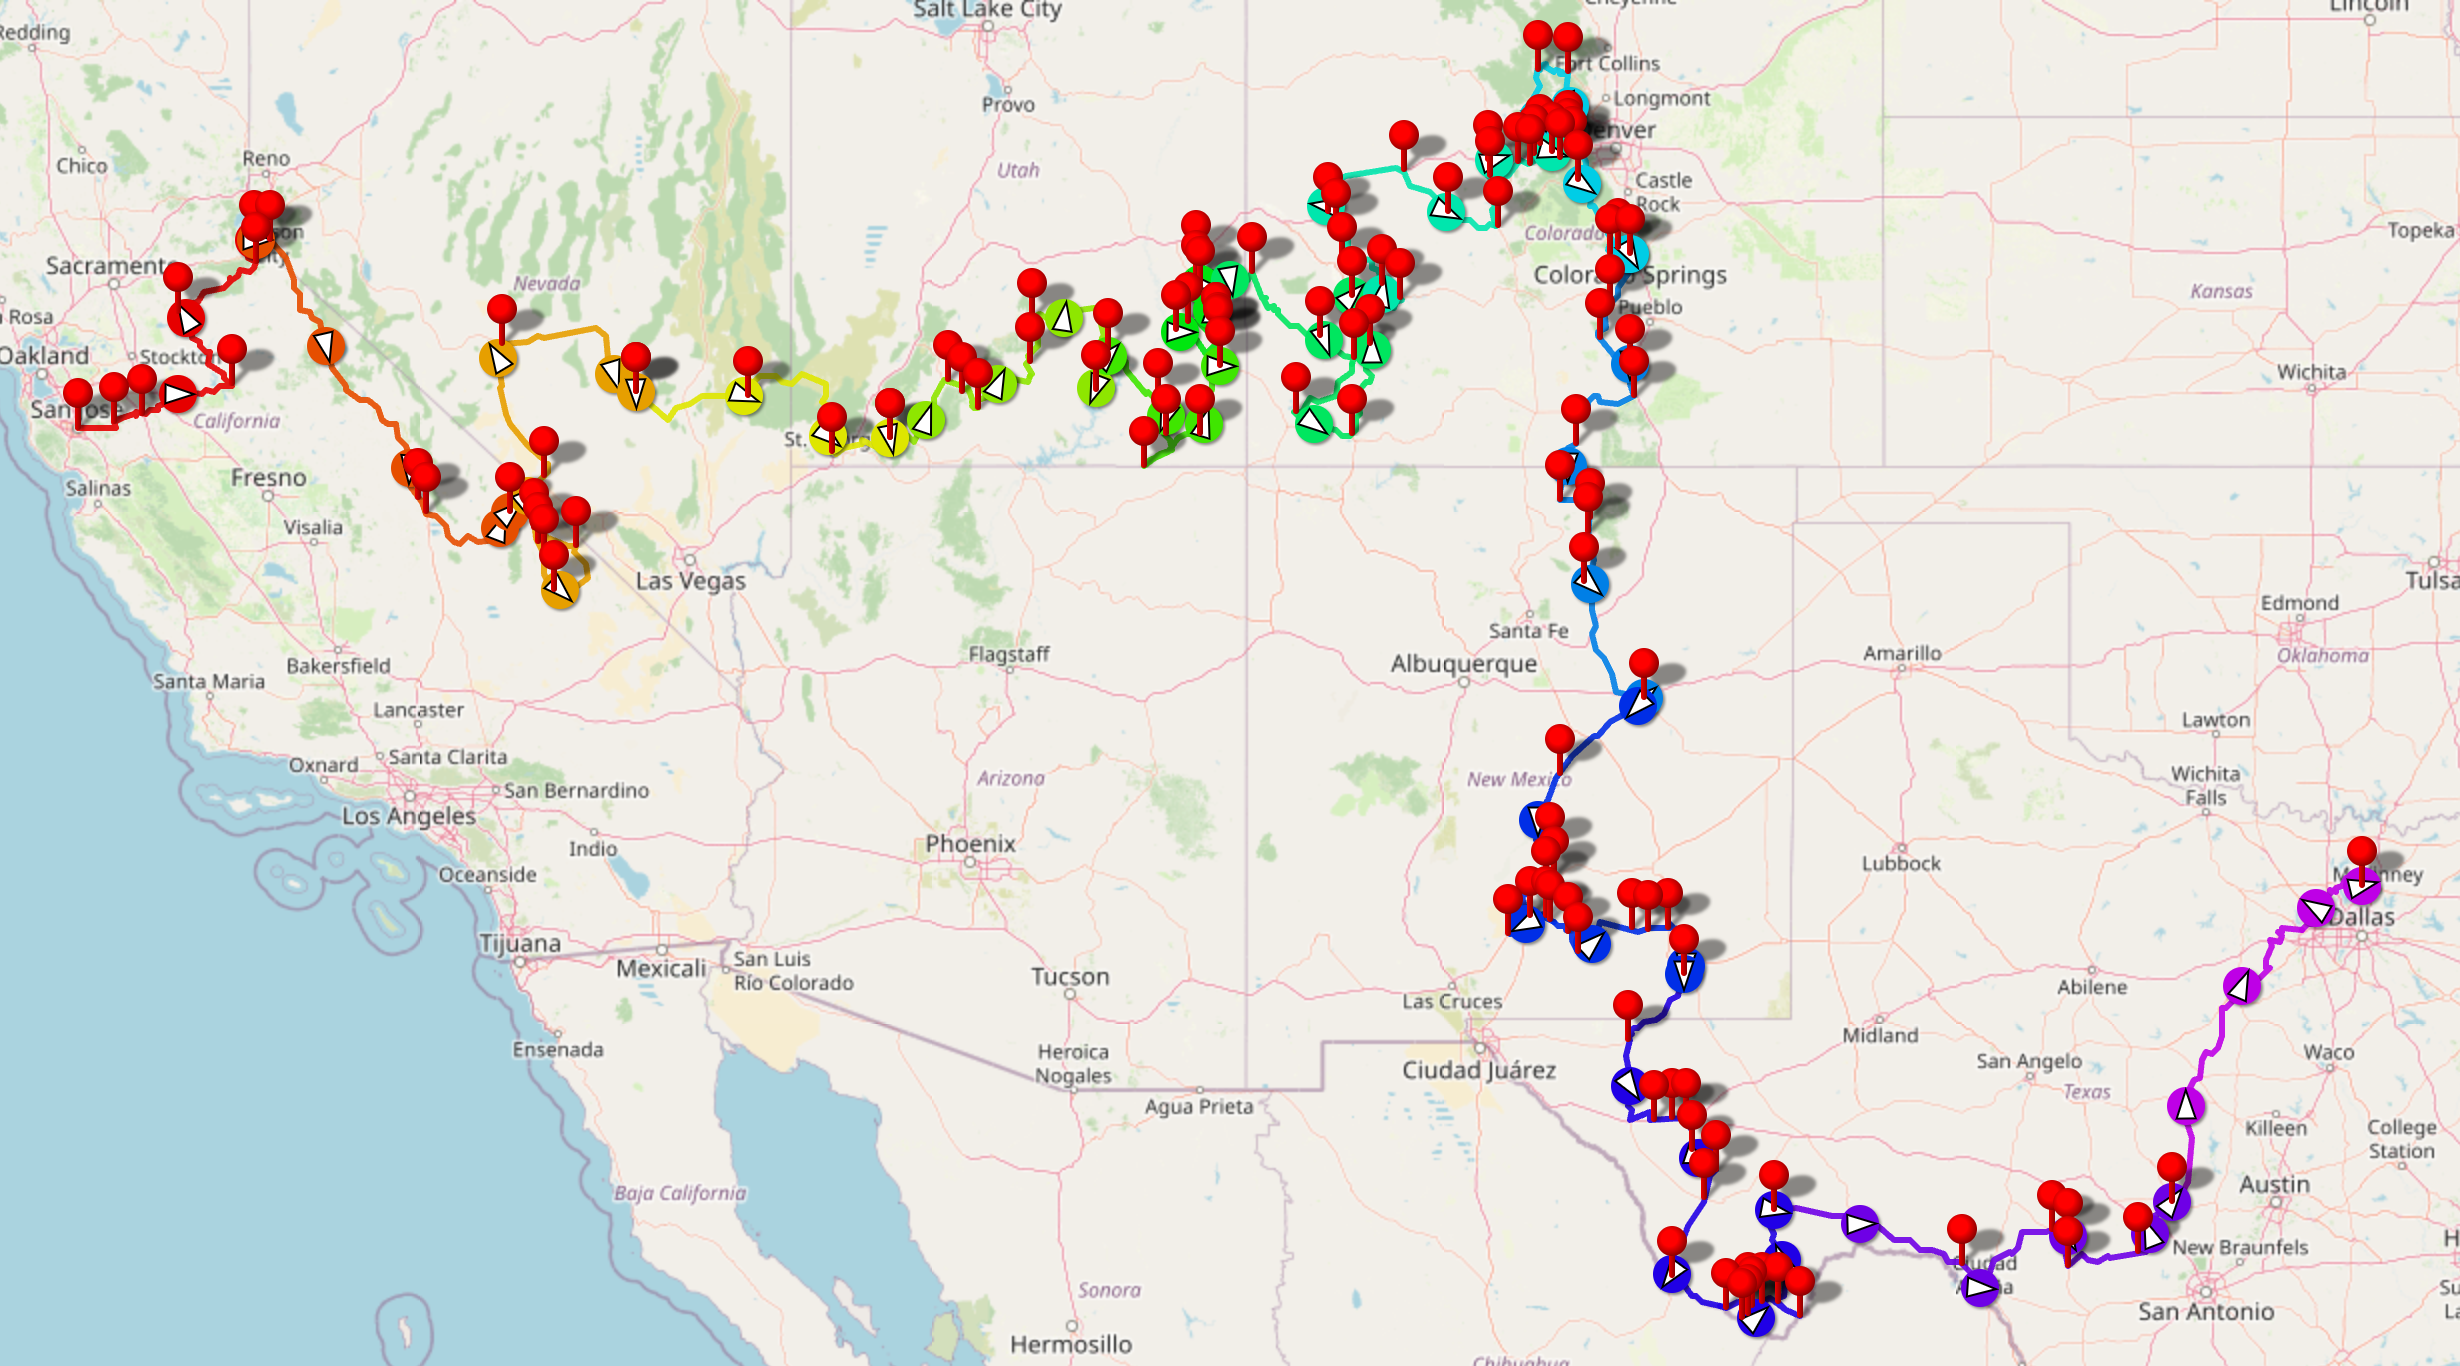 Salt Lake City
Lincoln
Redding
Fort Collins
Provo
Longmont
Chico
Reno
Utah
Castle
Rock
Topeka
Colorado
Sacramento
Nevada
Colorado Springs
Kansas
Pueblo
Rosa
Oakland
Stockton
San Jose
California
Wichita
St.
Fresno
Salinas
Visalia
Las Vegas
Tulsa
Edmond
Santa Fe
Bakersfield
Flagstaff
Albuquerque
Amarillo
Oklahoma
Santa Maria
Lancaster
Lawton
Santa Clarita
Oxnard
Arizona
New Mexico
Wichita
Falls
San Bernardino
Los Angeles
Phoenix
Indio
Lubbock
Oceanside
McKinney
Dallas
Tijuana
Mexicali
San Luis
Río Colorado
Tucson
Las Cruces
Abilene
Midland
Ensenada
Heroica
Nogales
Ciudad Juárez
San Angelo
Waco
Texas
Agua Prieta
Killeen
College
Station
Baja California
Austin
New Braunfels
Ciudad
Sonora
San Antonio
Hermosillo
Chihuahua